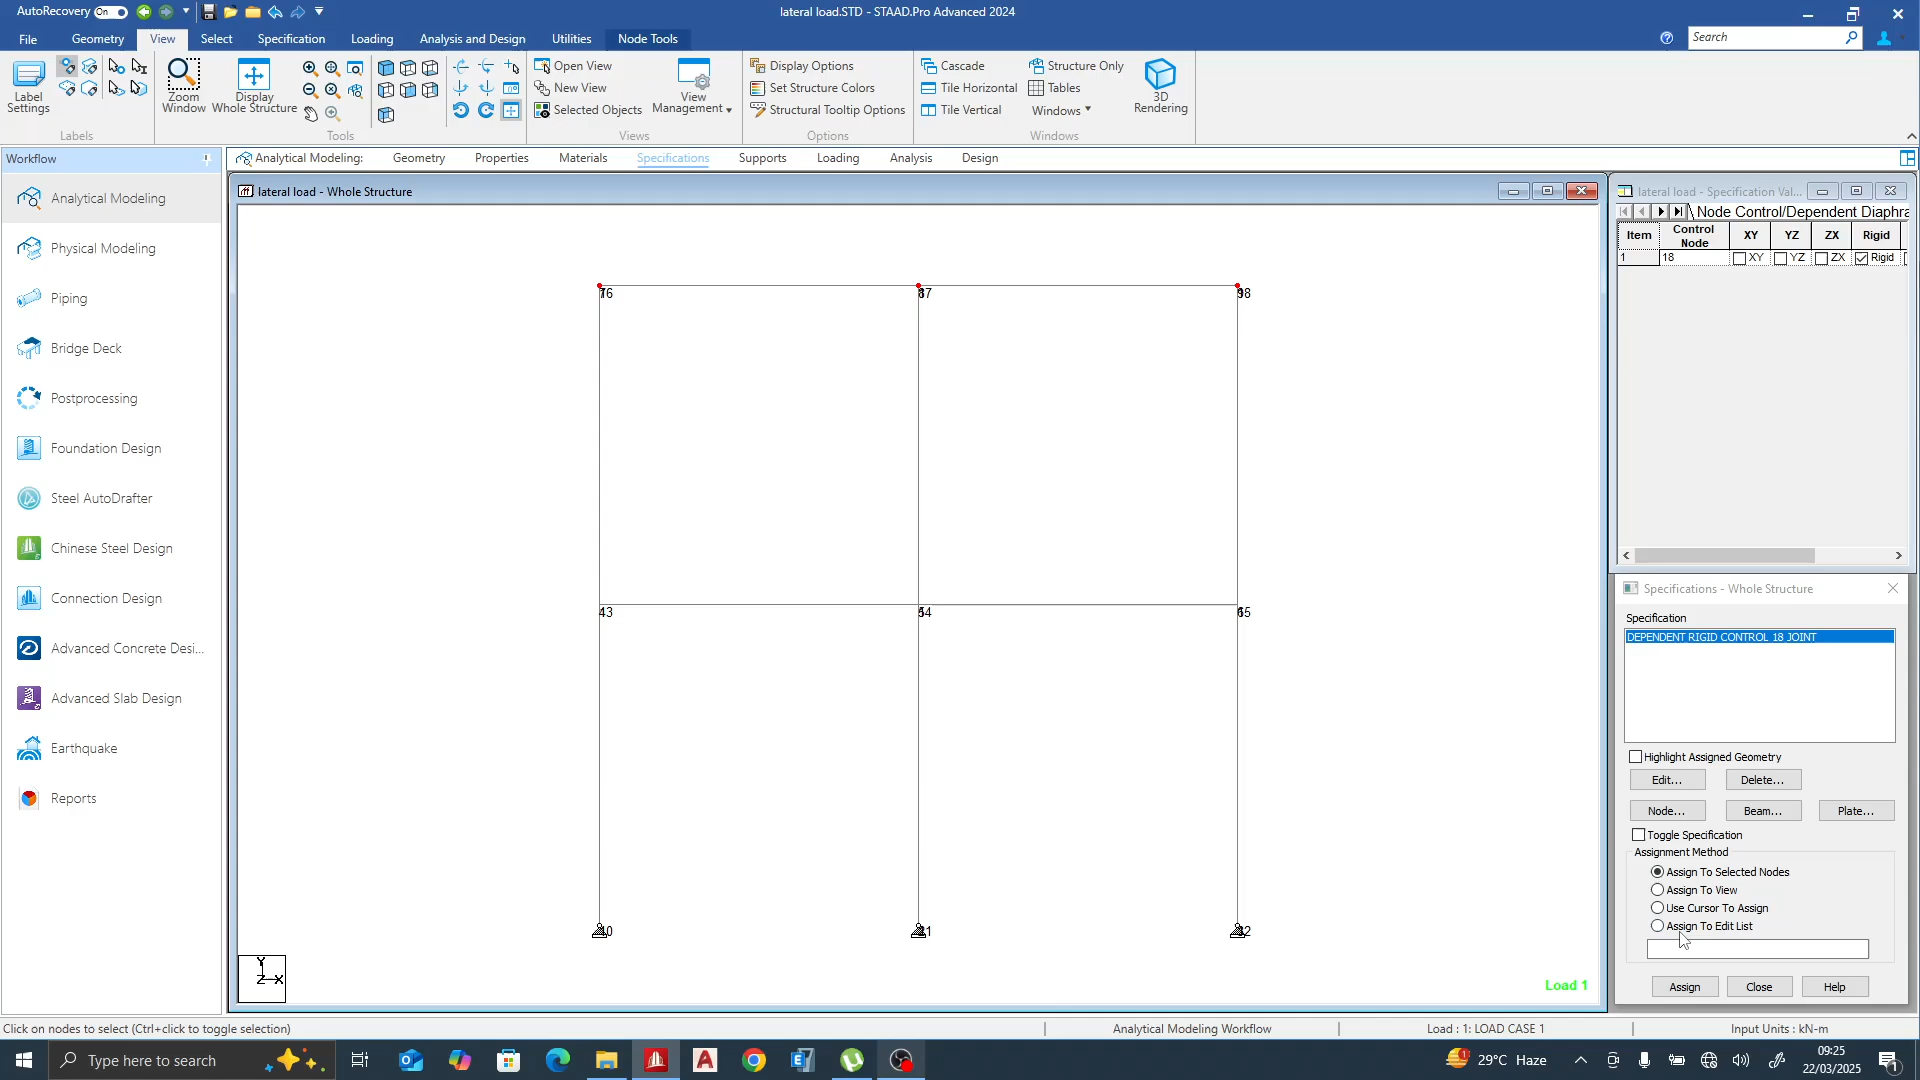 AutoRecovery On
lateral load.STD - STAAD.Pro Advanced 2024
File Geometry View Select Specification Loading Analysis and Design Utilities Node Tools
Search
Label Settings
Zoom Window
Display Whole Structure
Open View
New View
Selected Objects
View Management
Display Options
Set Structure Colors
Structural Tooltip Options
Cascade
Tile Horizontal
Tile Vertical
Structure Only
Tables
Windows
3D Rendering
Labels Tools Views Options Windows
Workflow
Analytical Modeling: Geometry Properties Materials Specifications Supports Loading Analysis Design
Analytical Modeling
Physical Modeling
Piping
Bridge Deck
Postprocessing
Foundation Design
Steel AutoDrafter
Chinese Steel Design
Connection Design
Advanced Concrete Desi...
Advanced Slab Design
Earthquake
Reports
lateral load - Whole Structure
Y
Z X
Load 1
lateral load - Specification Val...
Node Control/Dependent Diaphra
Item Control Node XY YZ ZX Rigid
1 18 XY YZ ZX Rigid
Specifications - Whole Structure
Specification
DEPENDENT RIGID CONTROL 18 JOINT
Highlight Assigned Geometry
Edit... Delete...
Node... Beam... Plate...
Toggle Specification
Assignment Method
Assign To Selected Nodes
Assign To View
Use Cursor To Assign
Assign To Edit List
Assign Close Help
Click on nodes to select (Ctrl+click to toggle selection)
Analytical Modeling Workflow
Load : 1: LOAD CASE 1
Input Units : kN-m
Type here to search
29°C Haze
09:25
22/03/2025